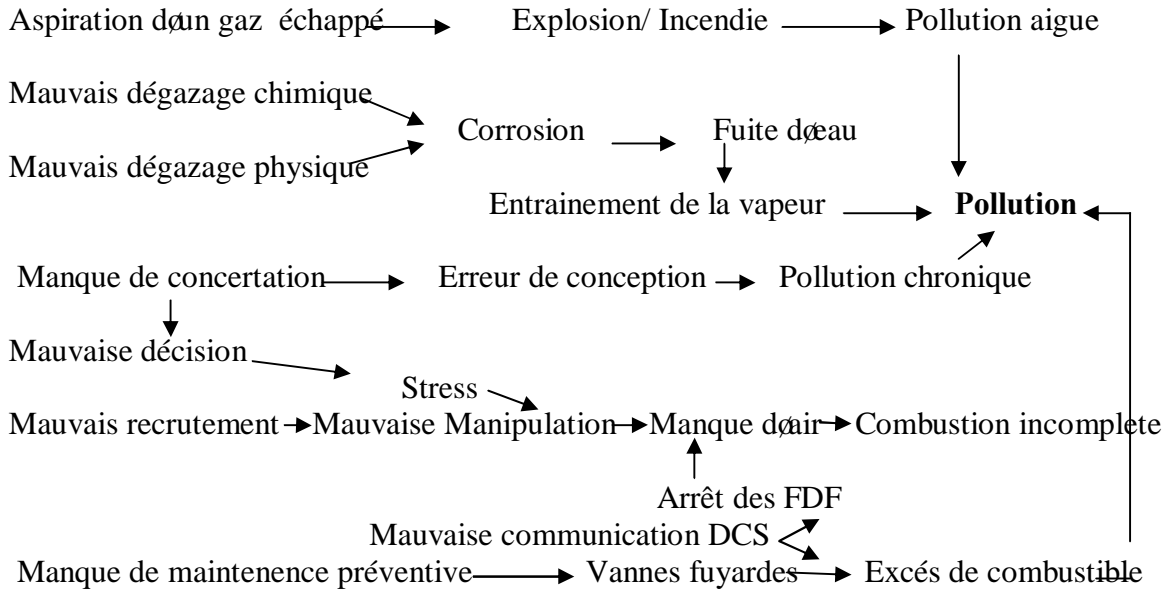 Aspiration døun gaz échappé Explosion/ Incendie Pollution aigue
Mauvais dégazage chimique
Corrosion Fuite døeau
Mauvais dégazage physique
Entrainement de la vapeur Pollution
Manque de concertation Erreur de conception Pollution chronique
Mauvaise décision
Stress
Mauvais recrutement Mauvaise Manipulation Manque døair Combustion incomplete
Arrêt des FDF
Mauvaise communication DCS
Manque de maintenence préventive Vannes fuyardes Excés de combustible